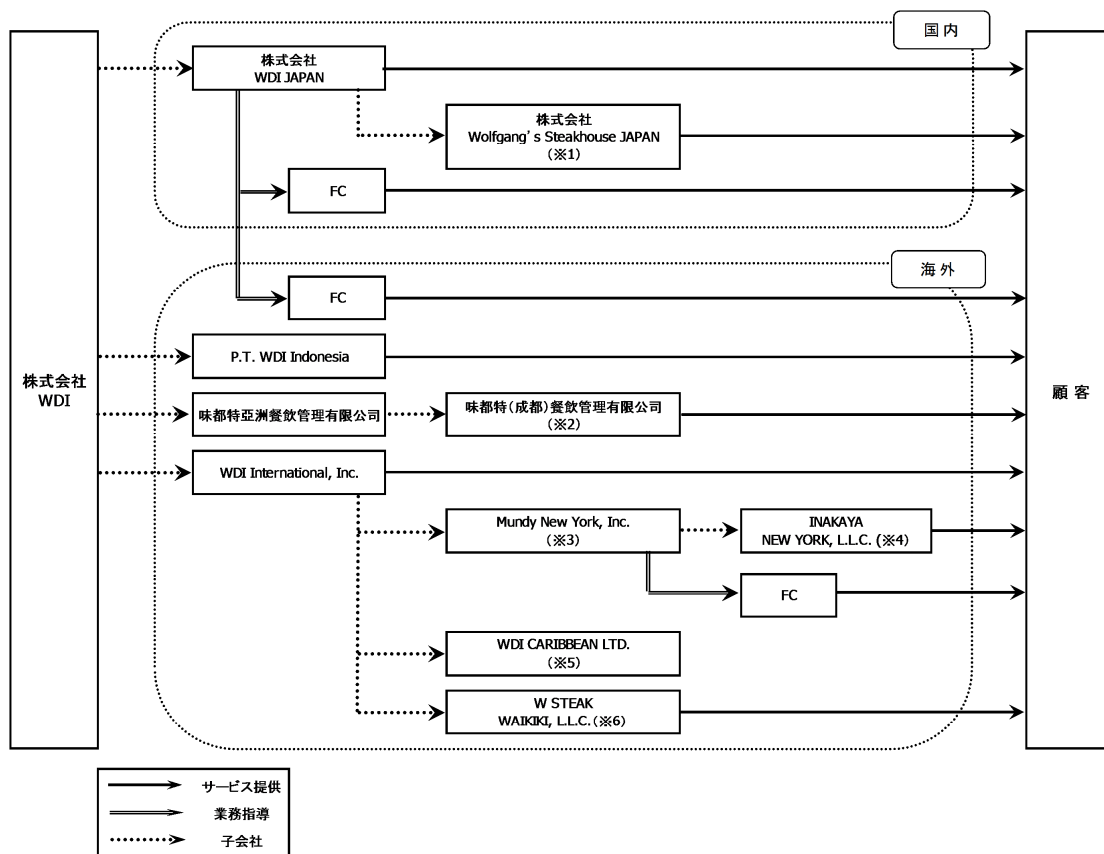 国内
株式会社
WDI JAPAN
株式会社
Wolfgang's Steakhouse JAPAN
(※1)
FC
海外
FC
P.T. WDI Indonesia
株式会社
WDI
顧客
味都特亞洲餐飲管理有限公司
味都特(成都)餐飲管理有限公司
(※2)
WDI International, Inc.
Mundy New York, Inc.
(※3)
INAKAYA
NEW YORK, L.L.C. (※4)
FC
WDI CARIBBEAN LTD.
(※5)
W STEAK
WAIKIKI, L.L.C.(※6)
サービス提供
業務指導
子会社